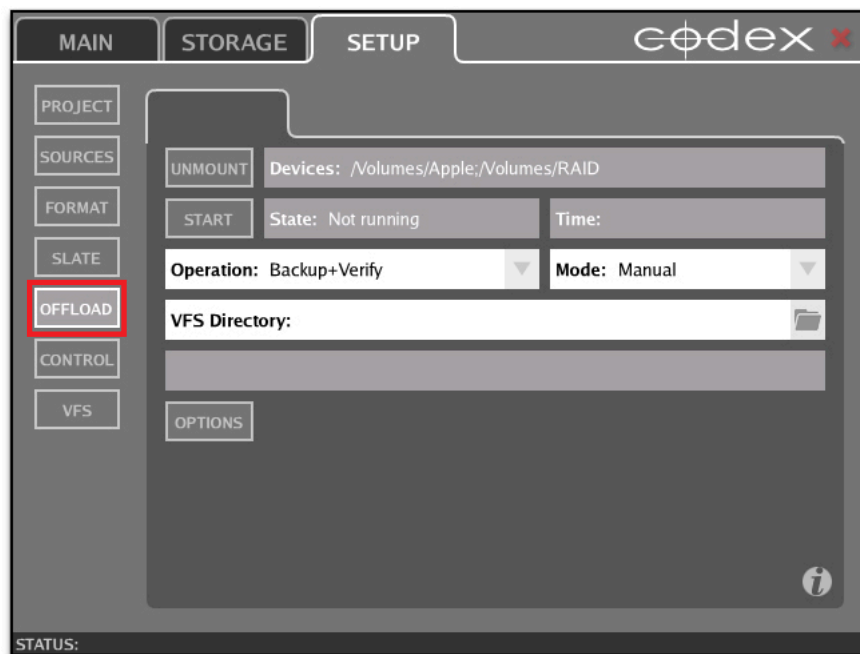 MAIN STORAGE SETUP codex
PROJECT
SOURCES
UNMOUNT Devices: /Volumes/Apple;/Volumes/RAID
FORMAT
START State: Not running Time:
SLATE
Operation: Backup+Verify Mode: Manual
OFFLOAD
VFS Directory:
CONTROL
VFS
OPTIONS
i
STATUS: